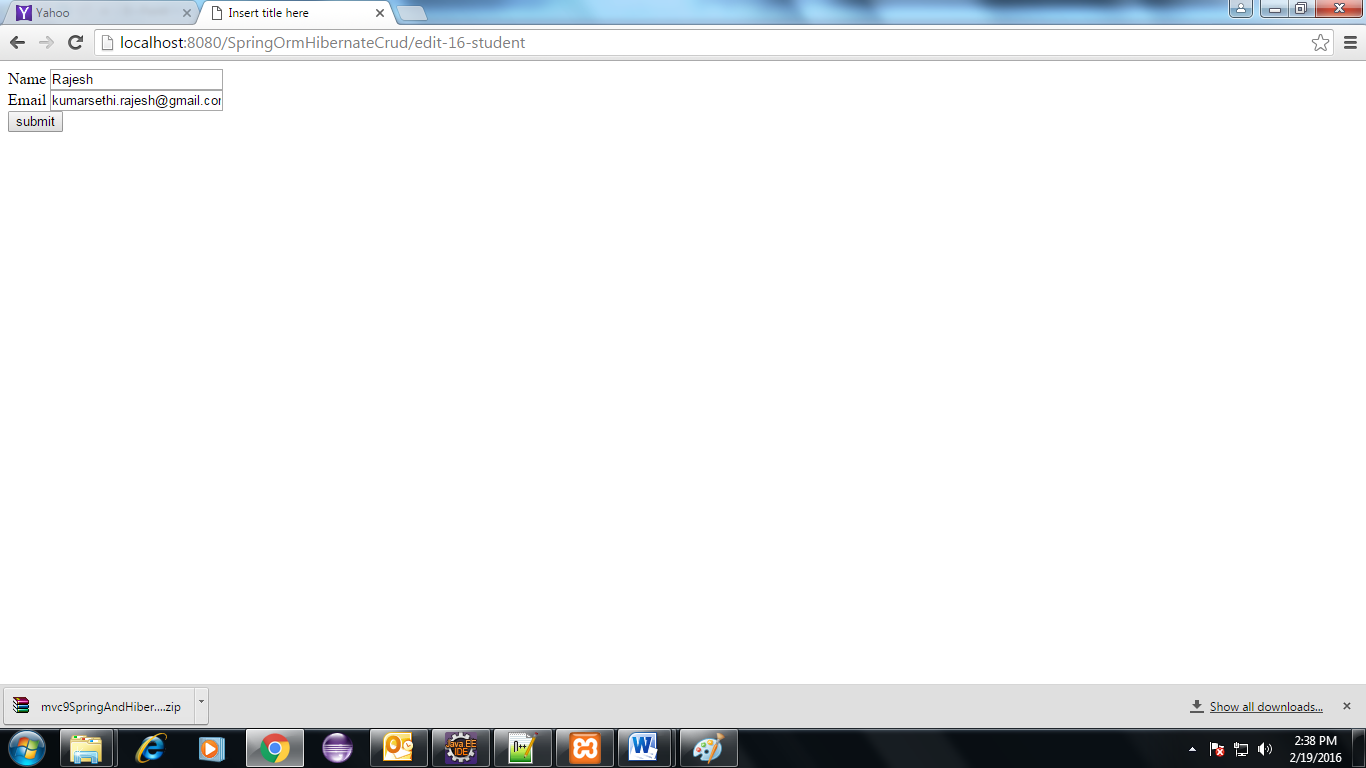 Yahoo
Insert title here
localhost:8080/SpringOrmHibernateCrud/edit-16-student
Name Rajesh
Email kumarsethi.rajesh@gmail.com
submit
mvc9SpringAndHiber....zip
Show all downloads...
Java EE IDE
2:38 PM
2/19/2016